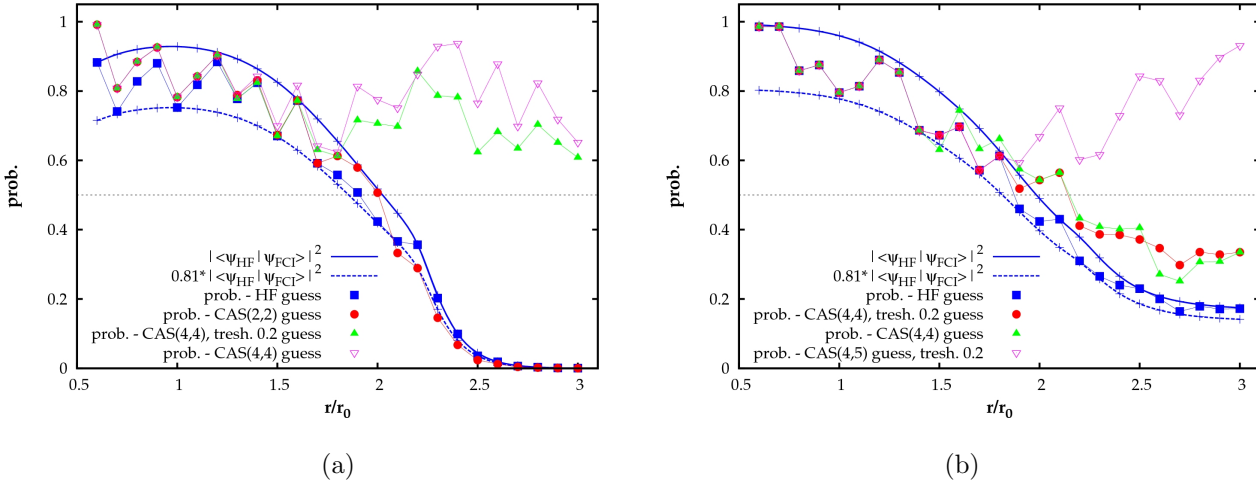 1
0.8
0.6
0.4
0.2
0
prob.
0.5
1
1.5
2
2.5
3
r/r0
|<ψHF|ψFCI>|2
0.81*|<ψHF|ψFCI>|2
prob. - HF guess
prob. - CAS(2,2) guess
prob. - CAS(4,4), tresh. 0.2 guess
prob. - CAS(4,4) guess
(a)
1
0.8
0.6
0.4
0.2
0
prob.
0.5
1
1.5
2
2.5
3
r/r0
|<ψHF|ψFCI>|2
0.81*|<ψHF|ψFCI>|2
prob. - HF guess
prob. - CAS(4,4), tresh. 0.2 guess
prob. - CAS(4,4) guess
prob. - CAS(4,5) guess, tresh. 0.2
(b)